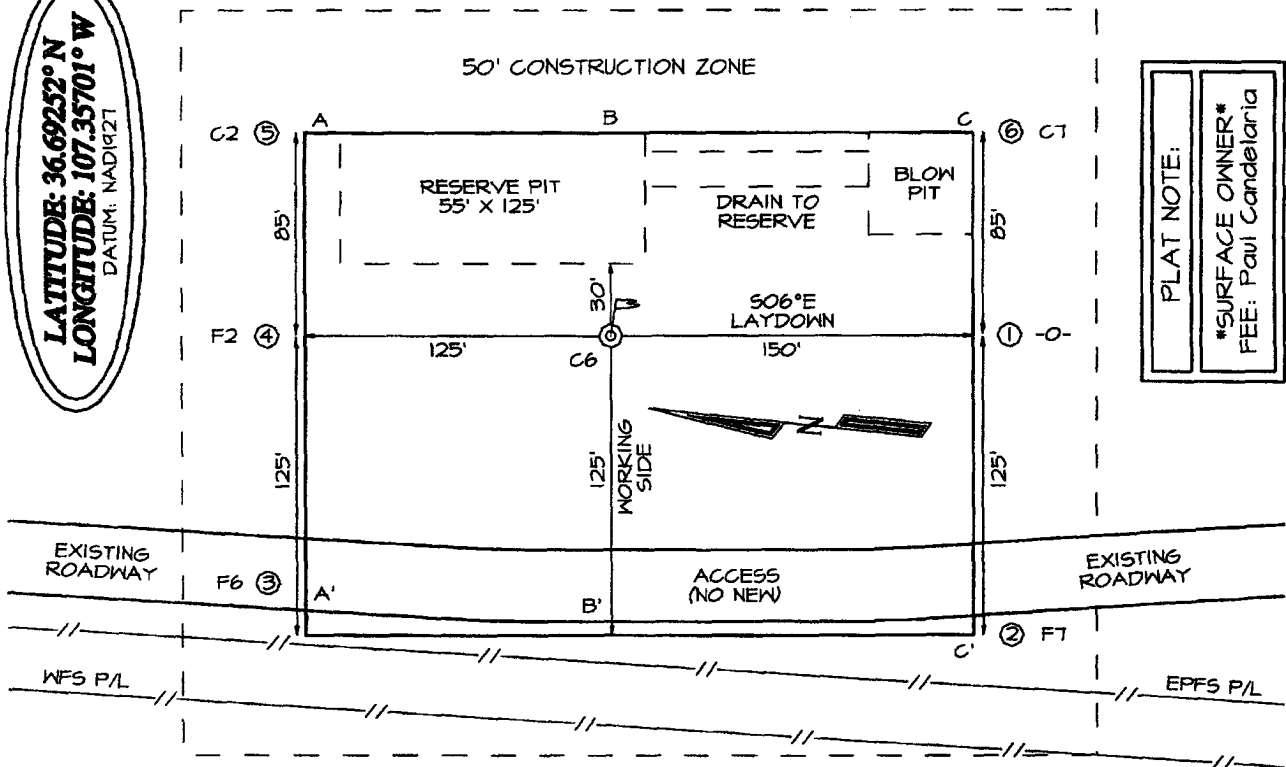 LATITUDE: 36.69252° N
LONGITUDE: 107.35701° W
DATUM: NAD1927
50' CONSTRUCTION ZONE
A
B
C
C2 ⑤
⑥ C7
RESERVE PIT
55' X 125'
DRAIN TO
RESERVE
BLOW
PIT
85'
85'
30'
S06°E
LAYDOWN
F2 ④
125'
C6
150'
① -0-
N
125'
125'
WORKING
SIDE
125'
EXISTING
ROADWAY
F6 ③
A'
B'
ACCESS
(NO NEW)
EXISTING
ROADWAY
C'
② F7
WFS P/L
EPFS P/L
PLAT NOTE:
*SURFACE OWNER*
FEE: Paul Candelaria